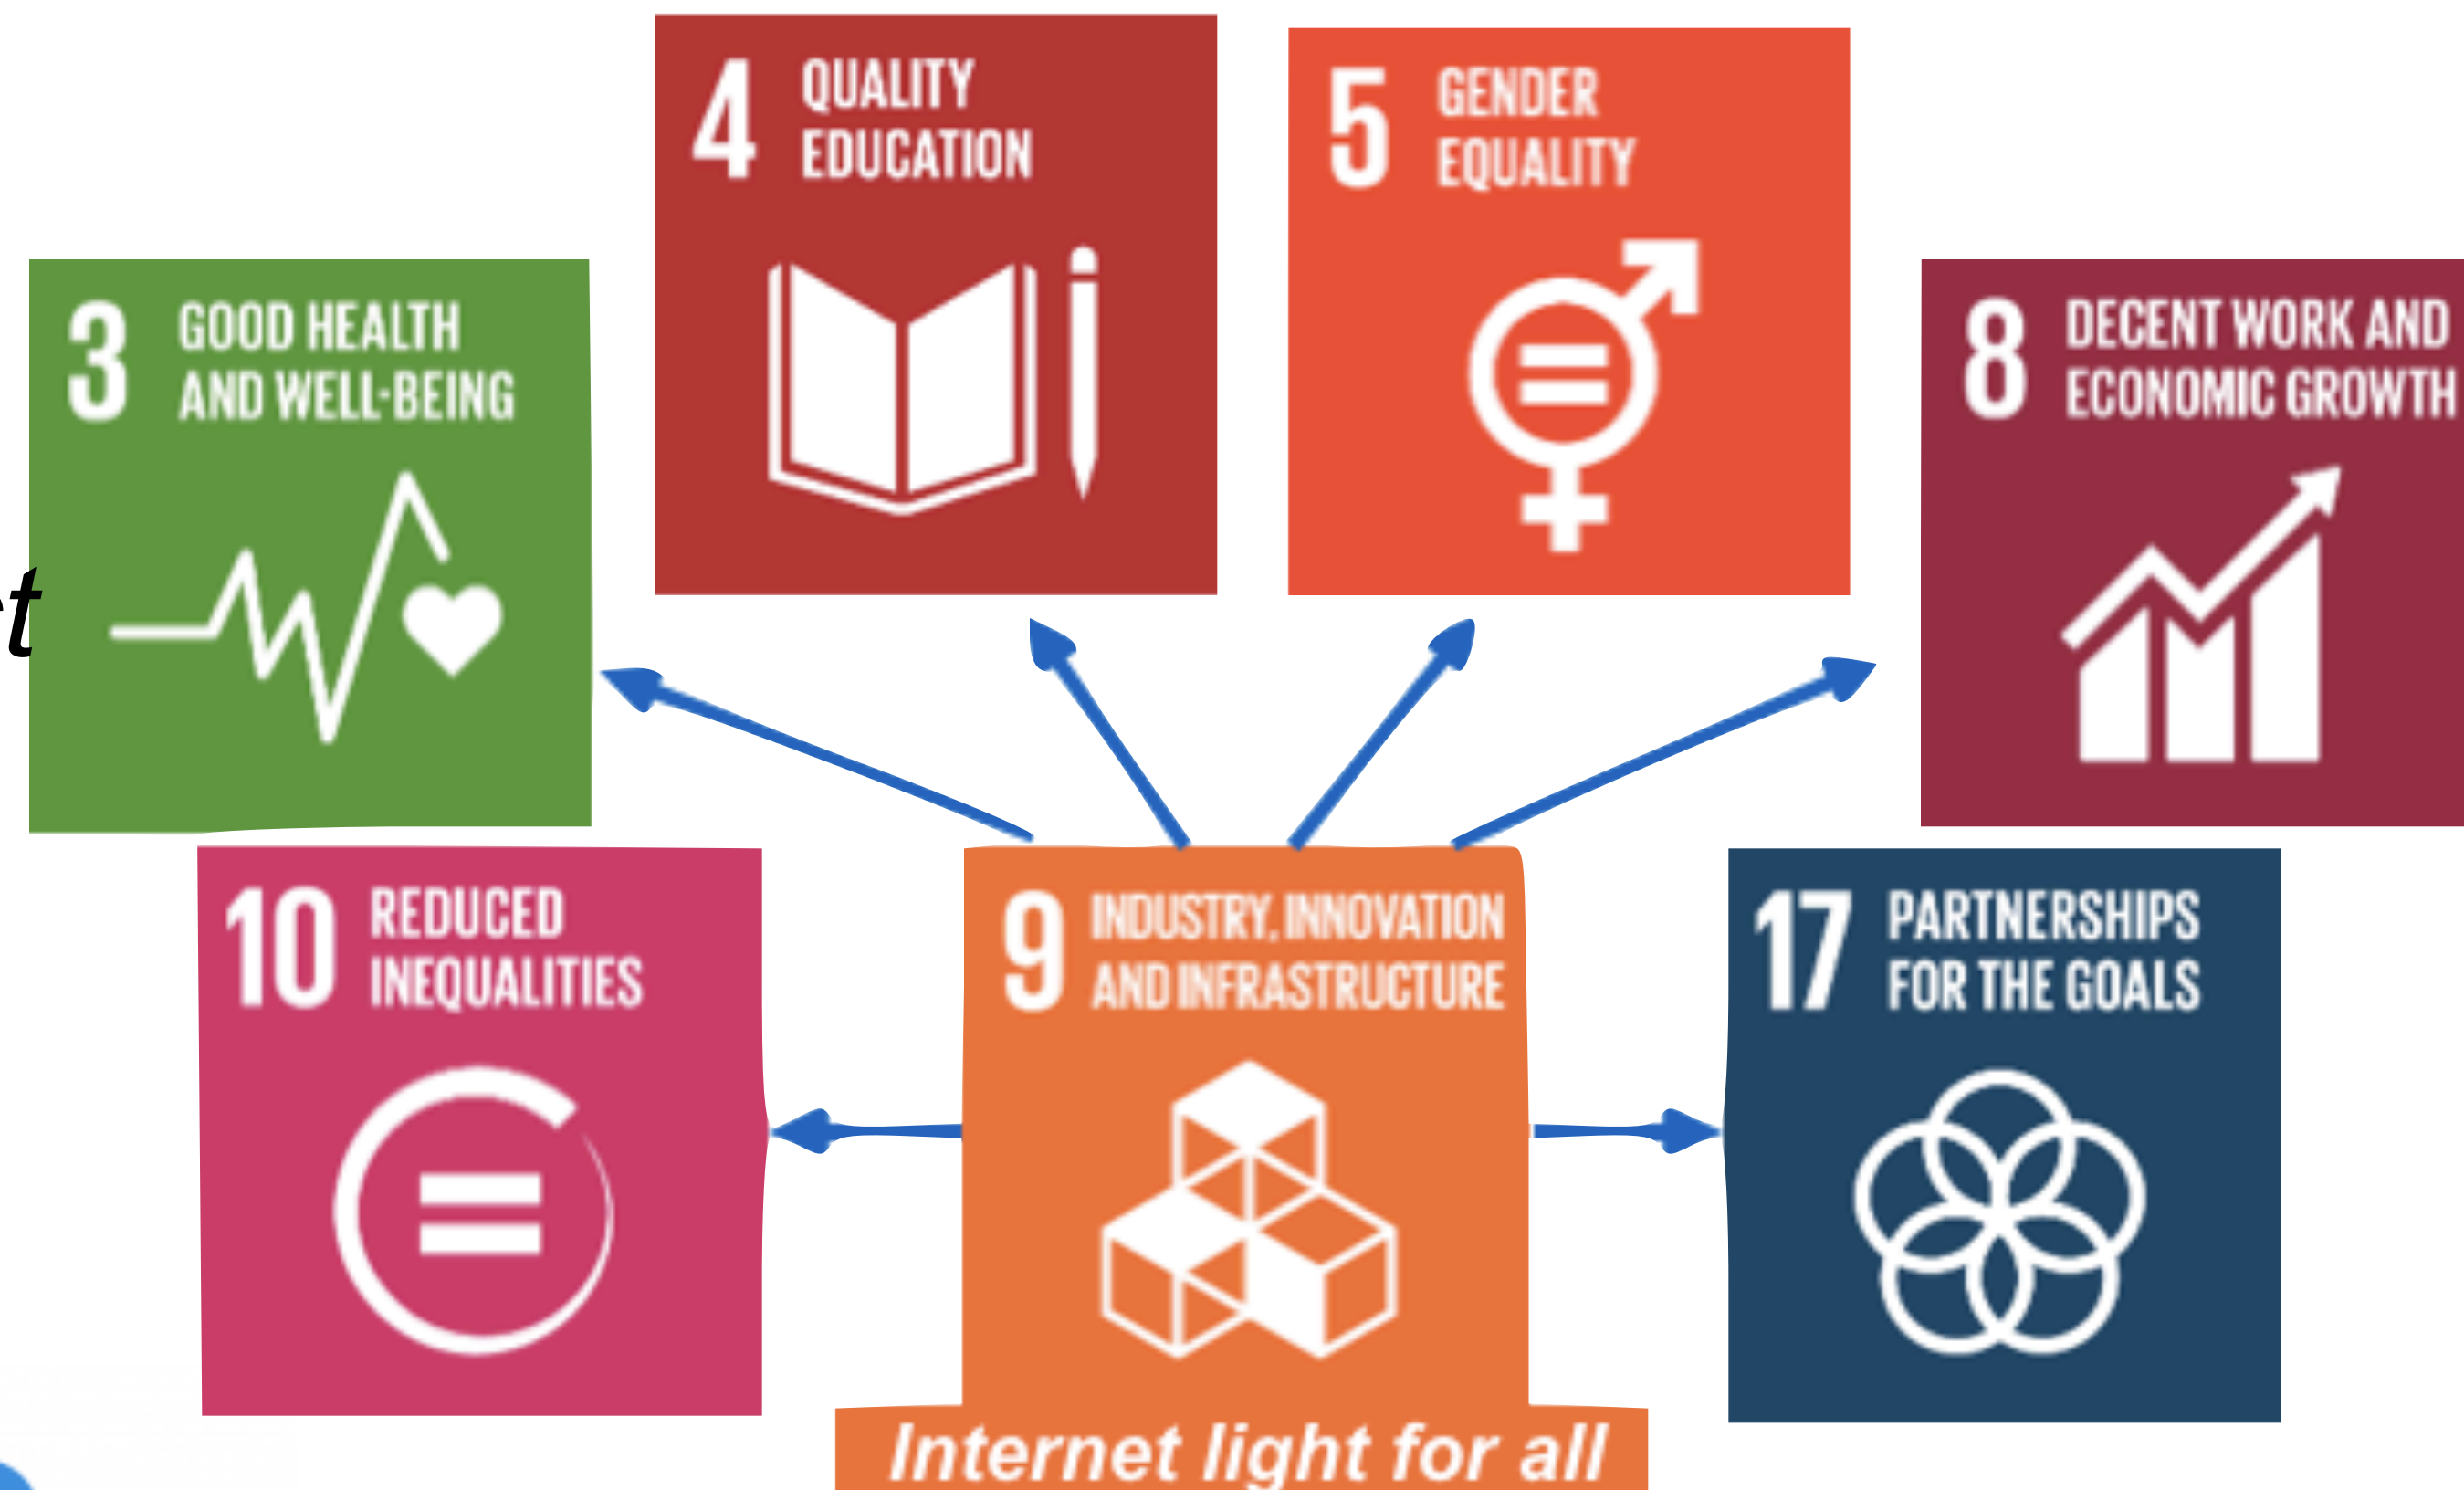 4 QUALITY
EDUCATION
5 GENDER
EQUALITY
3 GOOD HEALTH
AND WELL-BEING
8 DECENT WORK AND
ECONOMIC GROWTH
t
10 REDUCED
INEQUALITIES
9 INDUSTRY, INNOVATION
AND INFRASTRUCTURE
17 PARTNERSHIPS
FOR THE GOALS
Internet light for all